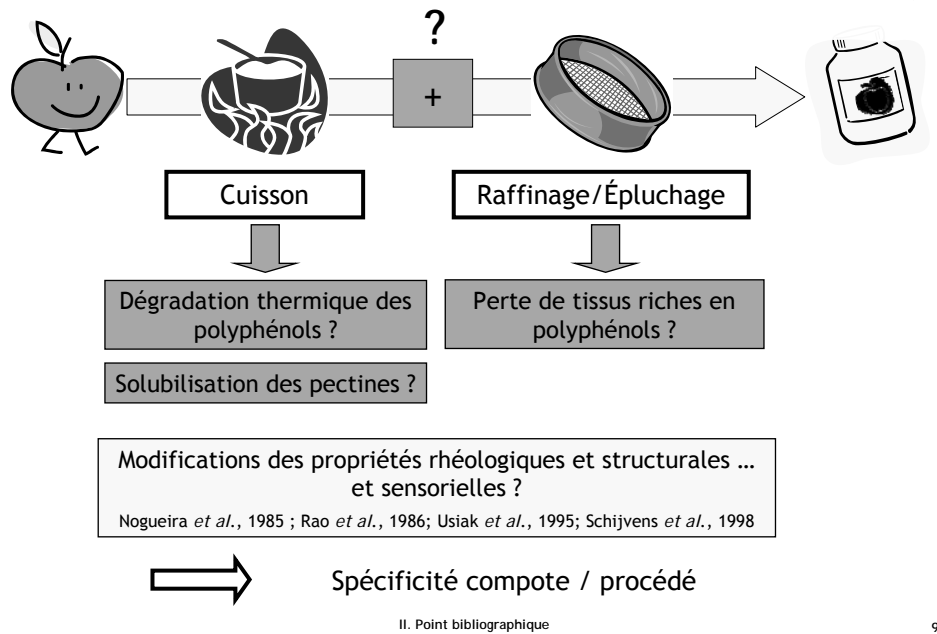 ?
+
Cuisson
Raffinage/Épluchage
Dégradation thermique des
polyphénols ?
Perte de tissus riches en
polyphénols ?
Solubilisation des pectines ?
Modifications des propriétés rhéologiques et structurales ...
et sensorielles ?
Nogueira et al., 1985 ; Rao et al., 1986; Usiak et al., 1995; Schijvens et al., 1998
Spécificité compote / procédé
II. Point bibliographique
9